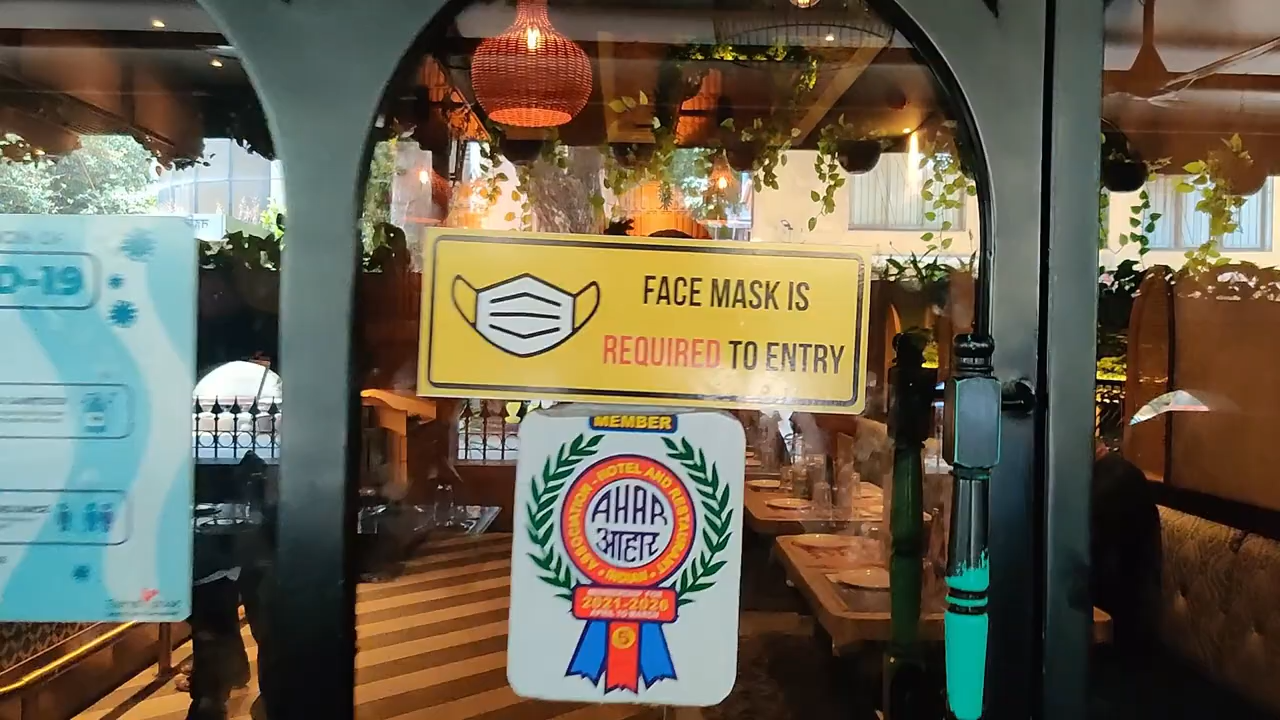 D-19
FACE MASK IS
REQUIRED TO ENTRY
MEMBER
ASSOCIATION - HOTEL AND RESTAURANT
INDIAN
AHAR
आहार
2021-2026
APRIL TO MARCH
5